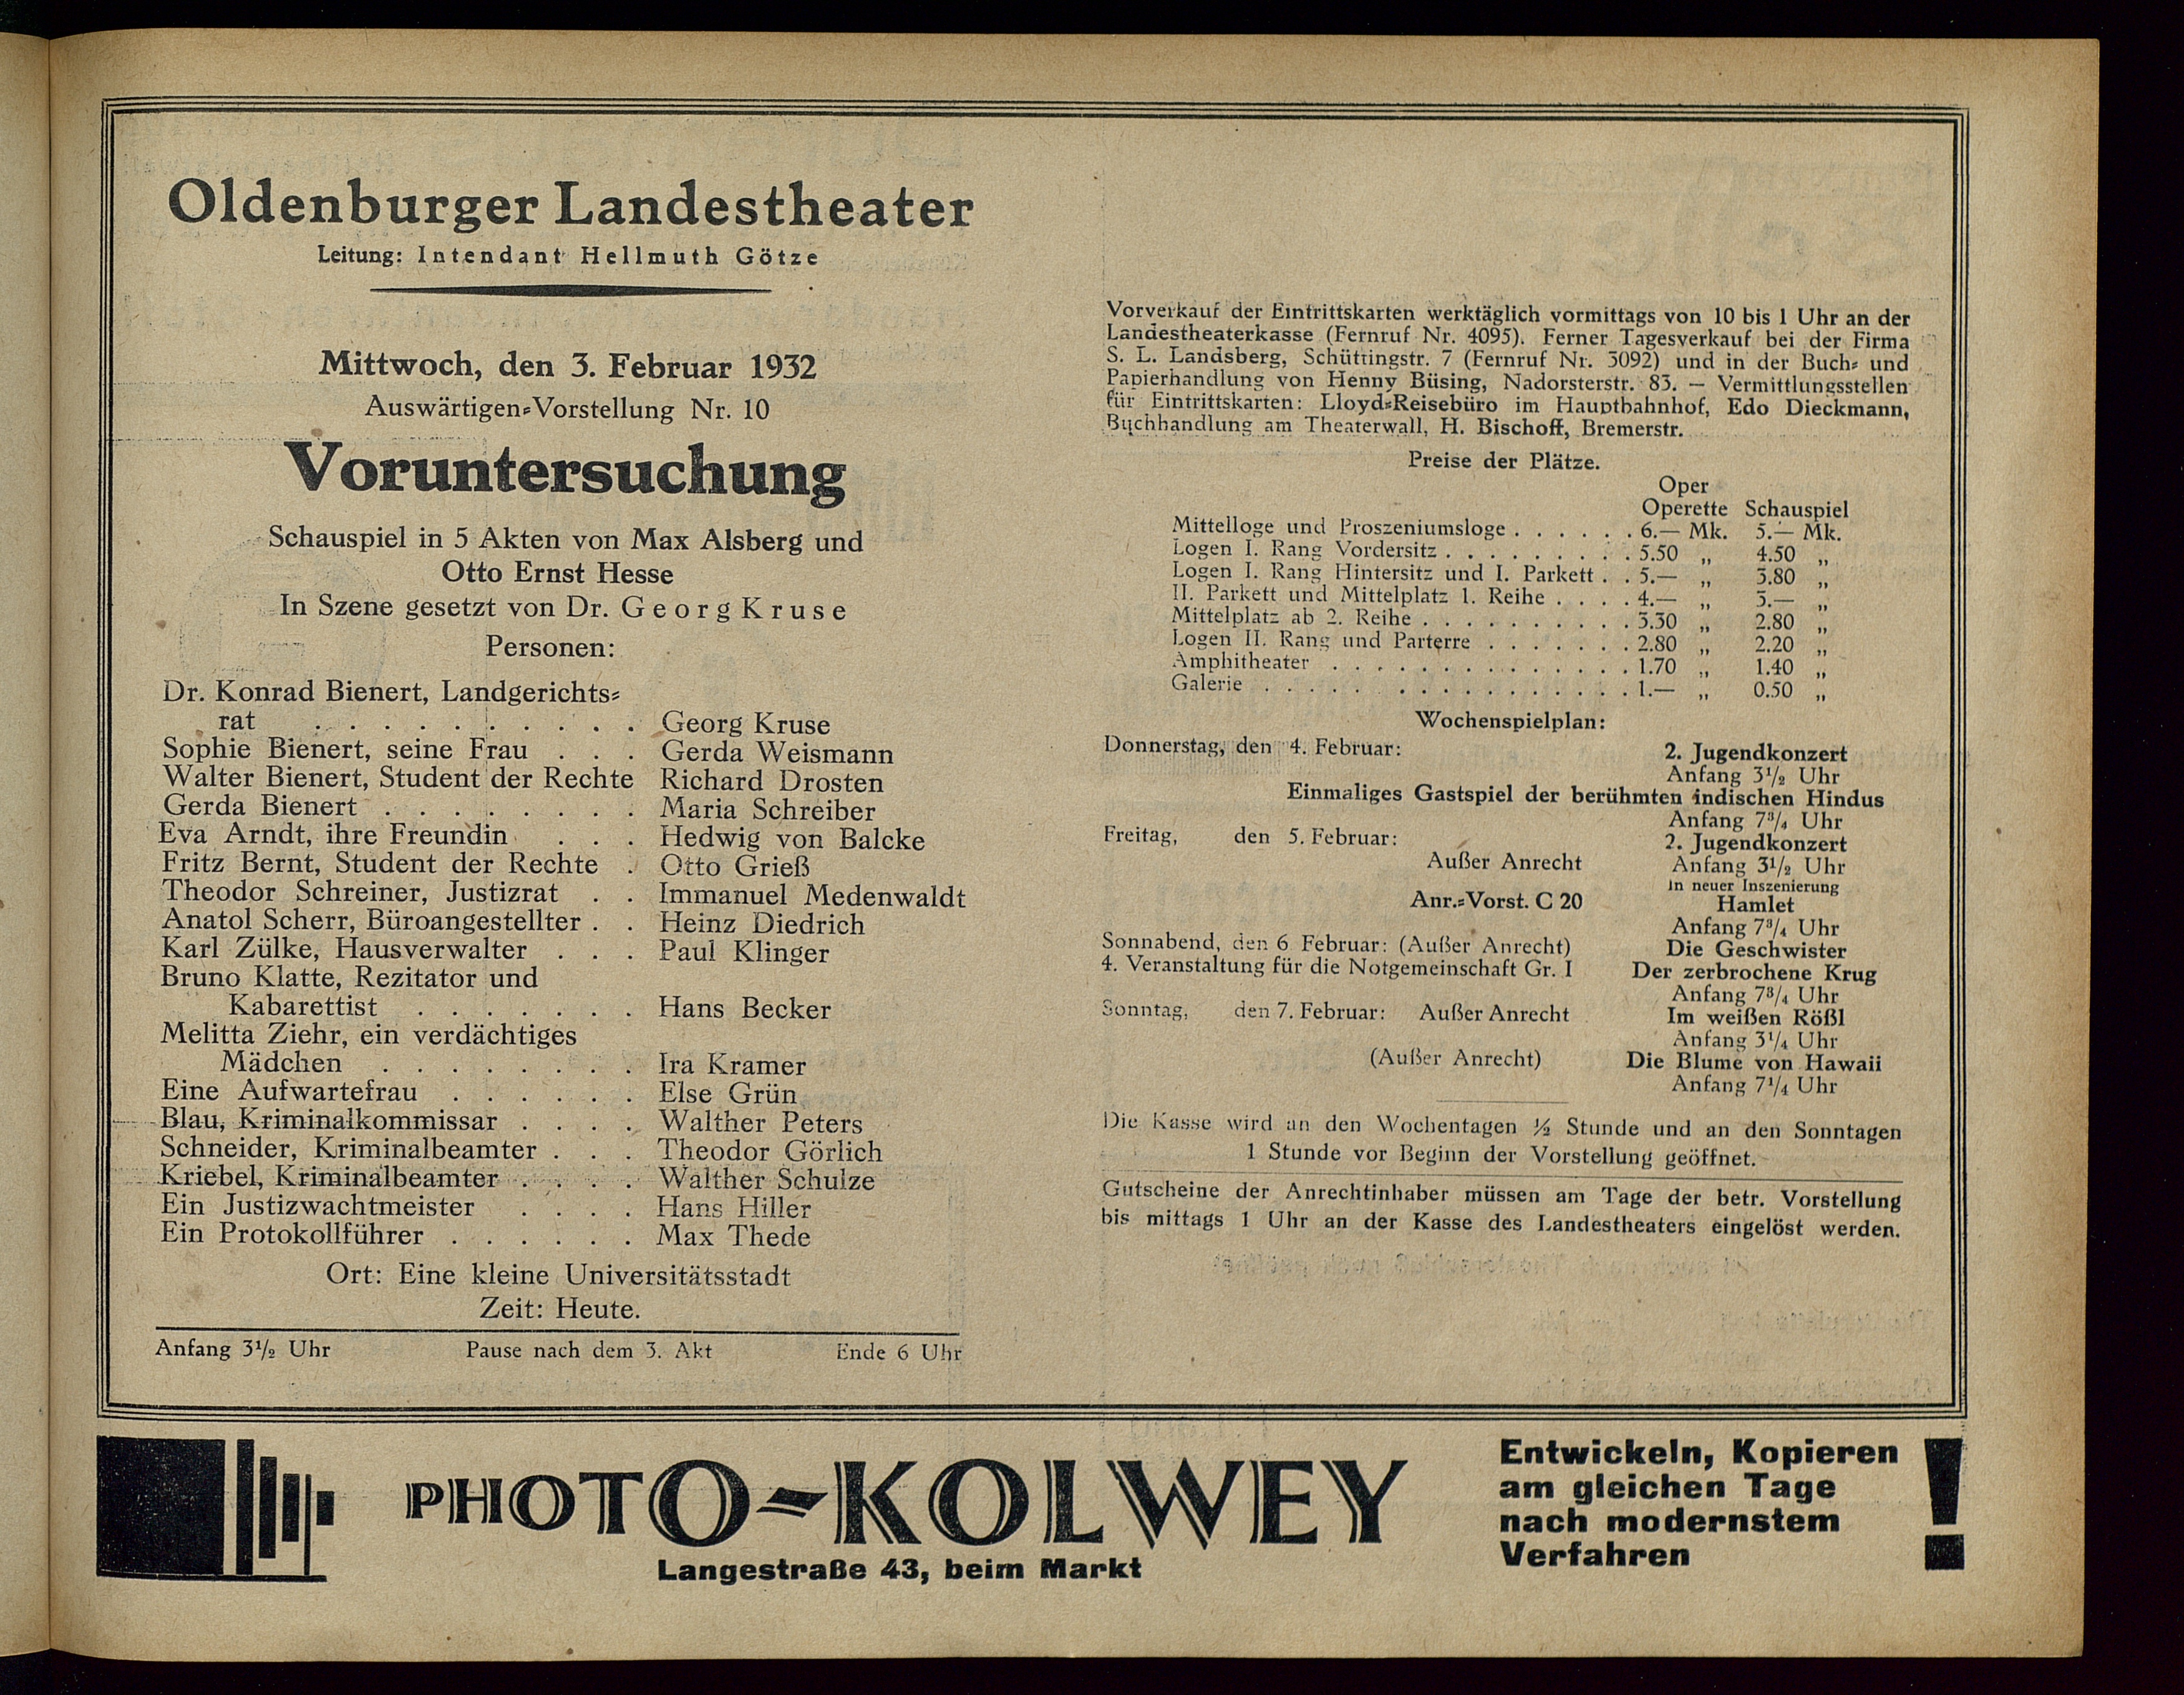 Oldenburger Landestheater
Leitung: Intendant Hellmuth Götze
Mittwoch, den 3. Februar 1932
Auswärtigen-Vorstellung Nr. 10
Voruntersuchung
Schauspiel in 5 Akten von Max Alsberg und
Otto Ernst Hesse
In Szene gesetzt von Dr. Georg Kruse
Personen:
Dr. Konrad Bienert, Landgerichts-
rat . . . . . . . . . . Georg Kruse
Sophie Bienert, seine Frau . . . Gerda Weismann
Walter Bienert, Student der Rechte Richard Drosten
Gerda Bienert . . . . . . . . Maria Schreiber
Eva Arndt, ihre Freundin . . . Hedwig von Balcke
Fritz Bernt, Student der Rechte . Otto Grieß
Theodor Schreiner, Justizrat . . Immanuel Medenwaldt
Anatol Scherr, Büroangestellter . . Heinz Diedrich
Karl Zülke, Hausverwalter . . . Paul Klinger
Bruno Klatte, Rezitator und
Kabarettist . . . . . . . Hans Becker
Melitta Ziehr, ein verdächtiges
Mädchen . . . . . . . . Ira Kramer
Eine Aufwartefrau . . . . . . Else Grün
Blau, Kriminalkommissar . . . . Walther Peters
Schneider, Kriminalbeamter . . . Theodor Görlich
Kriebel, Kriminalbeamter . . . . Walther Schulze
Ein Justizwachtmeister . . . . Hans Hiller
Ein Protokollführer . . . . . . Max Thede
Ort: Eine kleine Universitätsstadt
Zeit: Heute.
Anfang 3½ Uhr Pause nach dem 3. Akt Ende 6 Uhr
Vorverkauf der Eintrittskarten werktäglich vormittags von 10 bis 1 Uhr an der
Landestheaterkasse (Fernruf Nr. 4095). Ferner Tagesverkauf bei der Firma
S. L. Landsberg, Schüttingstr. 7 (Fernruf Nr. 3092) und in der Buch- und
Papierhandlung von Henny Büsing, Nadorsterstr. 83. — Vermittlungsstellen
für Eintrittskarten: Lloyd-Reisebüro im Hauptbahnhof, Edo Dieckmann,
Buchhandlung am Theaterwall, H. Bischoff, Bremerstr.
Preise der Plätze.
Oper
Operette Schauspiel
Mittelloge und Proszeniumsloge . . . . . . 6.— Mk. 5.— Mk.
Logen I. Rang Vordersitz . . . . . . . . . 5.50 „ 4.50 „
Logen I. Rang Hintersitz und I. Parkett . . 5.— „ 3.80 „
II. Parkett und Mittelplatz 1. Reihe . . . . 4.— „ 3.— „
Mittelplatz ab 2. Reihe . . . . . . . . . . 3.30 „ 2.80 „
Logen II. Rang und Parterre . . . . . . . 2.80 „ 2.20 „
Amphitheater . . . . . . . . . . . . . . 1.70 „ 1.40 „
Galerie . . . . . . . . . . . . . . . . . 1.— „ 0.50 „
Wochenspielplan:
Donnerstag, den 4. Februar: 2. Jugendkonzert
Anfang 3½ Uhr
Einmaliges Gastspiel der berühmten indischen Hindus
Anfang 7¾ Uhr
Freitag, den 5. Februar: 2. Jugendkonzert
Außer Anrecht Anfang 3½ Uhr
In neuer Inszenierung
Anr.-Vorst. C 20 Hamlet
Anfang 7¾ Uhr
Sonnabend, den 6. Februar: (Außer Anrecht) Die Geschwister
4. Veranstaltung für die Notgemeinschaft Gr. I Der zerbrochene Krug
Anfang 7¾ Uhr
Sonntag, den 7. Februar: Außer Anrecht Im weißen Rößl
Anfang 3¼ Uhr
(Außer Anrecht) Die Blume von Hawaii
Anfang 7¼ Uhr
Die Kasse wird an den Wochentagen ½ Stunde und an den Sonntagen
1 Stunde vor Beginn der Vorstellung geöffnet.
Gutscheine der Anrechtinhaber müssen am Tage der betr. Vorstellung
bis mittags 1 Uhr an der Kasse des Landestheaters eingelöst werden.
PHOTO-KOLWEY
Langestraße 43, beim Markt
Entwickeln, Kopieren
am gleichen Tage
nach modernstem
Verfahren !